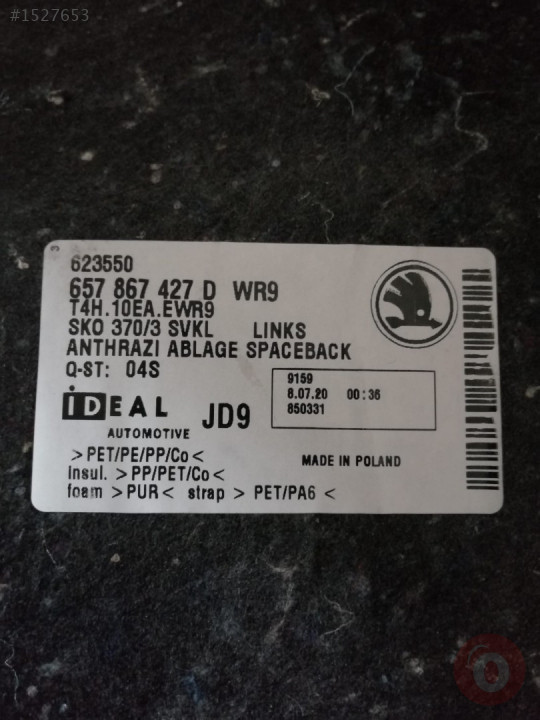 #1527653
3
623550
657 867 427 D WR9
T4H.10EA.EWR9
SKO 370/3 SVKL LINKS
ANTHRAZI ABLAGE SPACEBACK
Q-ST: 04S
9159
8.07.20 00:36
850331
iDEAL JD9
AUTOMOTIVE
>PET/PE/PP/Co< MADE IN POLAND
Insul. >PP/PET/Co<
foam >PUR< strap > PET/PA6 <